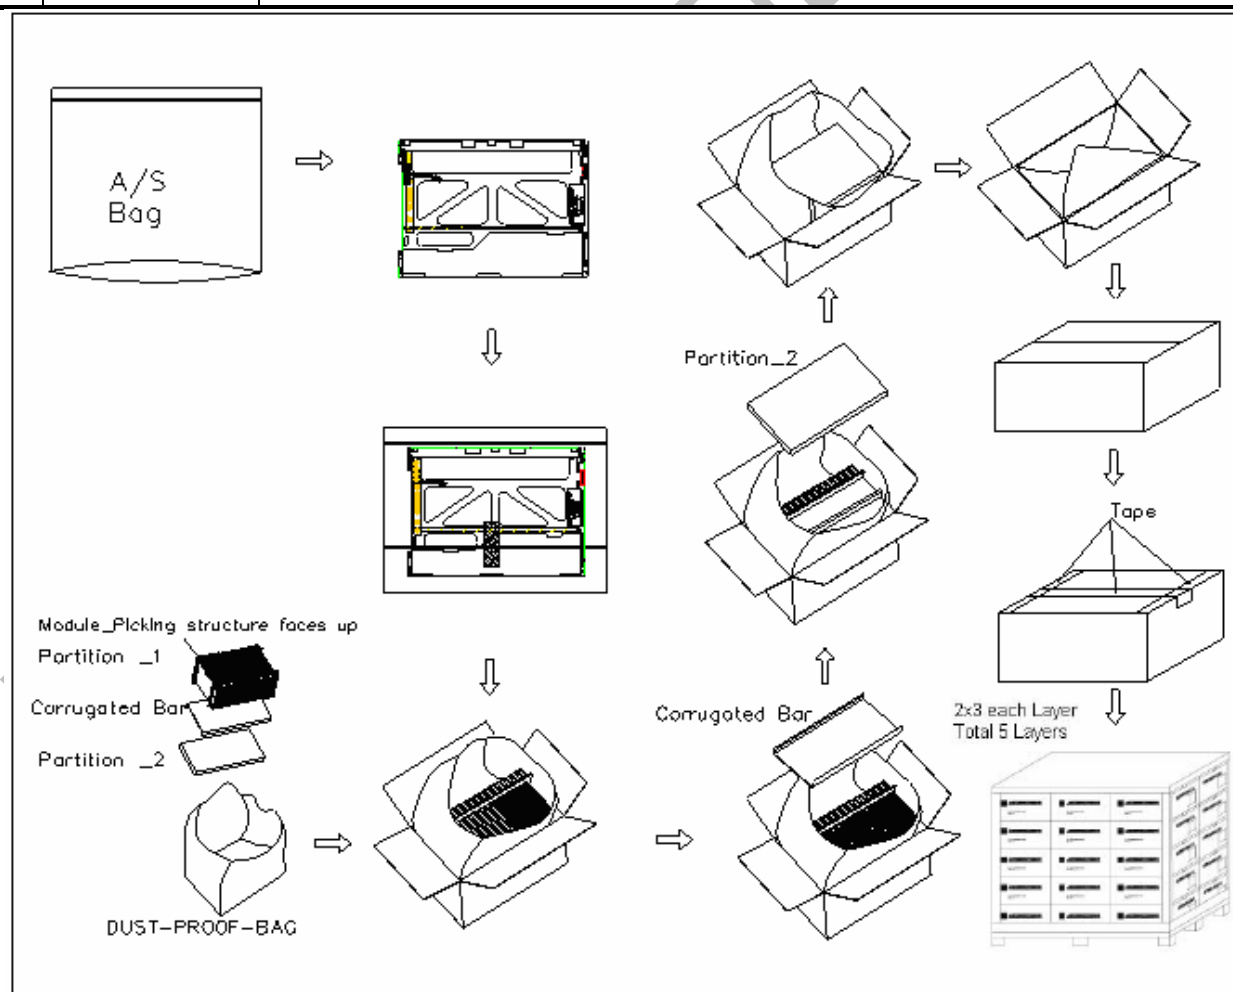 A/S
Bag
Partition_2
Tape
Module_Picking structure faces up
Partition _1
Corrugated Bar
Partition _2
DUST-PROOF-BAG
Corrugated Bar
2x3 each Layer
Total 5 Layers